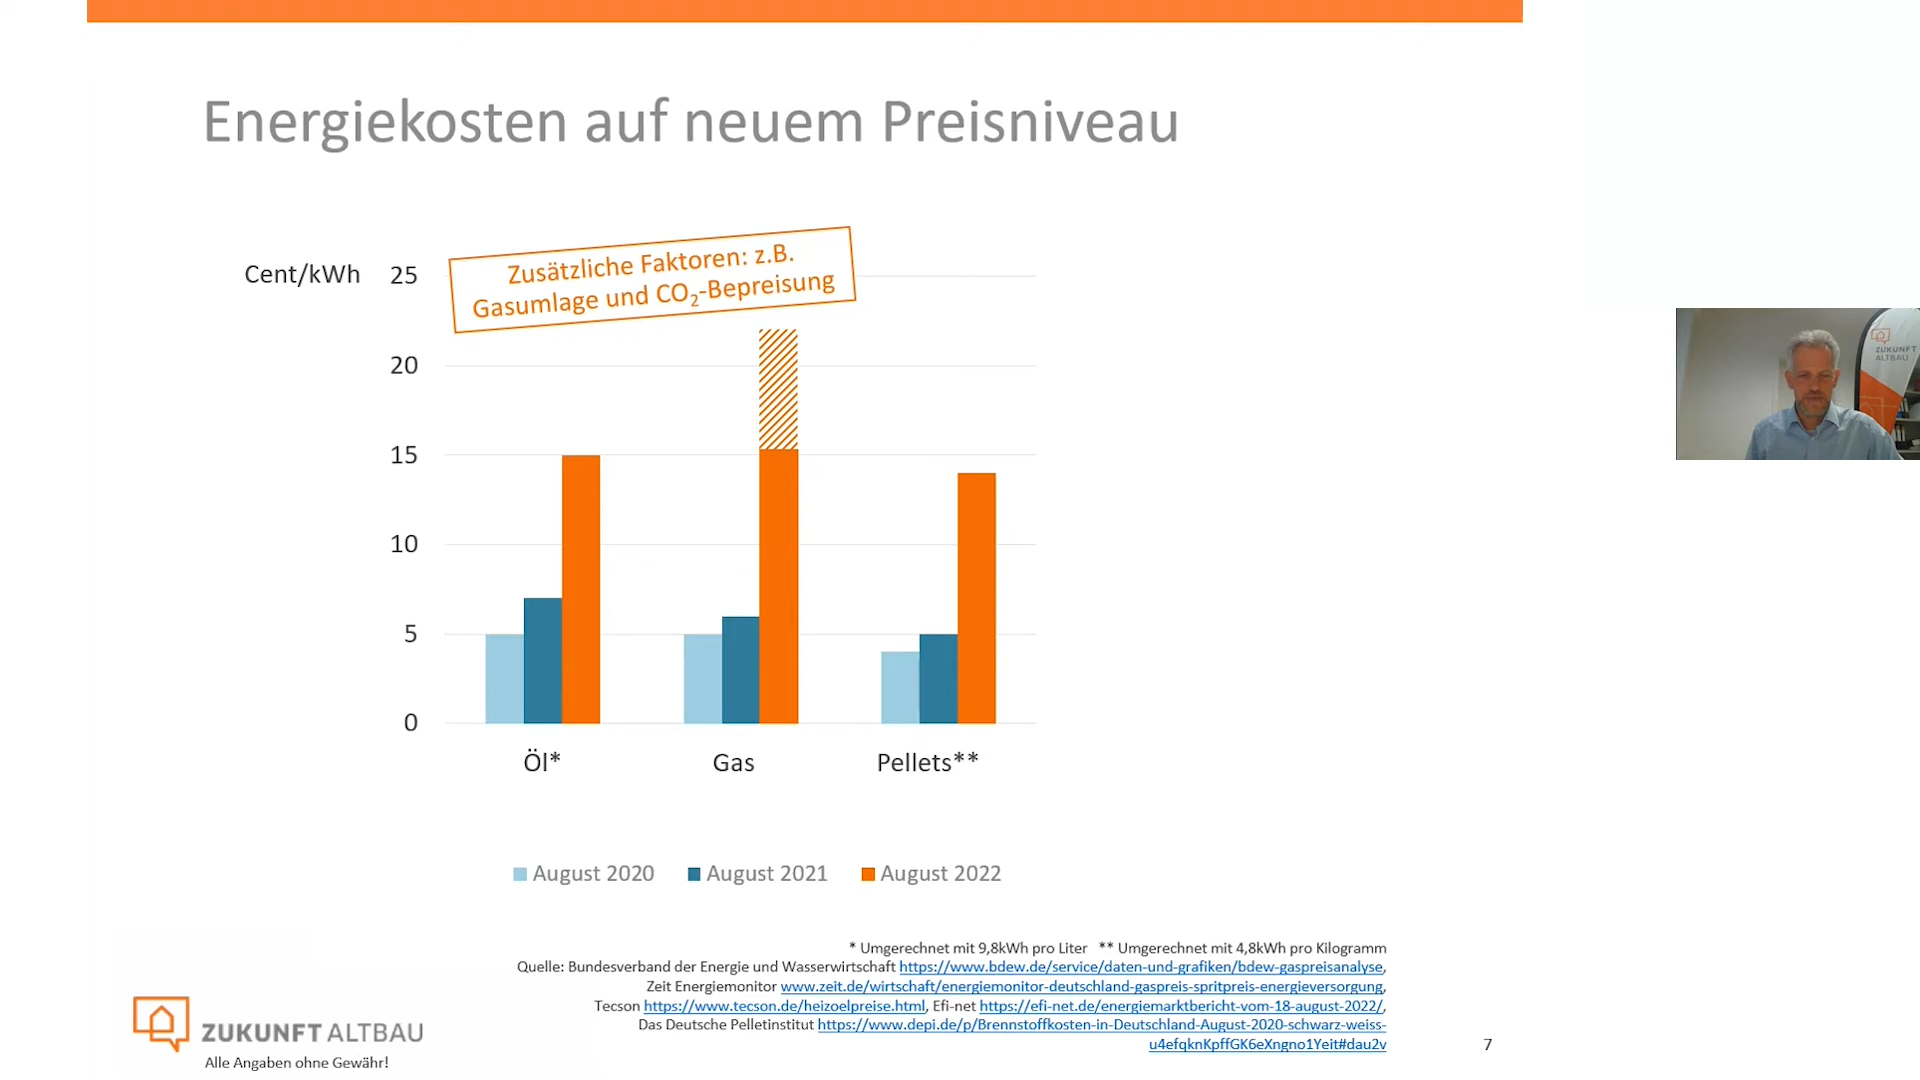 Energiekosten auf neuem Preisniveau
Zusätzliche Faktoren: z.B.
Gasumlage und CO₂-Bepreisung
Cent/kWh
25
20
15
10
5
0
Öl*
Gas
Pellets**
August 2020
August 2021
August 2022
* Umgerechnet mit 9,8kWh pro Liter ** Umgerechnet mit 4,8kWh pro Kilogramm
Quelle: Bundesverband der Energie und Wasserwirtschaft https://www.bdew.de/service/daten-und-grafiken/bdew-gaspreisanalyse,
Zeit Energiemonitor www.zeit.de/wirtschaft/energiemonitor-deutschland-gaspreis-spritpreis-energieversorgung,
Tecson https://www.tecson.de/heizoelpreise.html, Efi-net https://efi-net.de/energiemarktbericht-vom-18-august-2022/,
Das Deutsche Pelletinstitut https://www.depi.de/p/Brennstoffkosten-in-Deutschland-August-2020-schwarz-weiss-
u4efqknKpffGK6eXngno1Yeit#dau2v
ZUKUNFT ALTBAU
Alle Angaben ohne Gewähr!
7
ZUKUNFT
ALTBAU